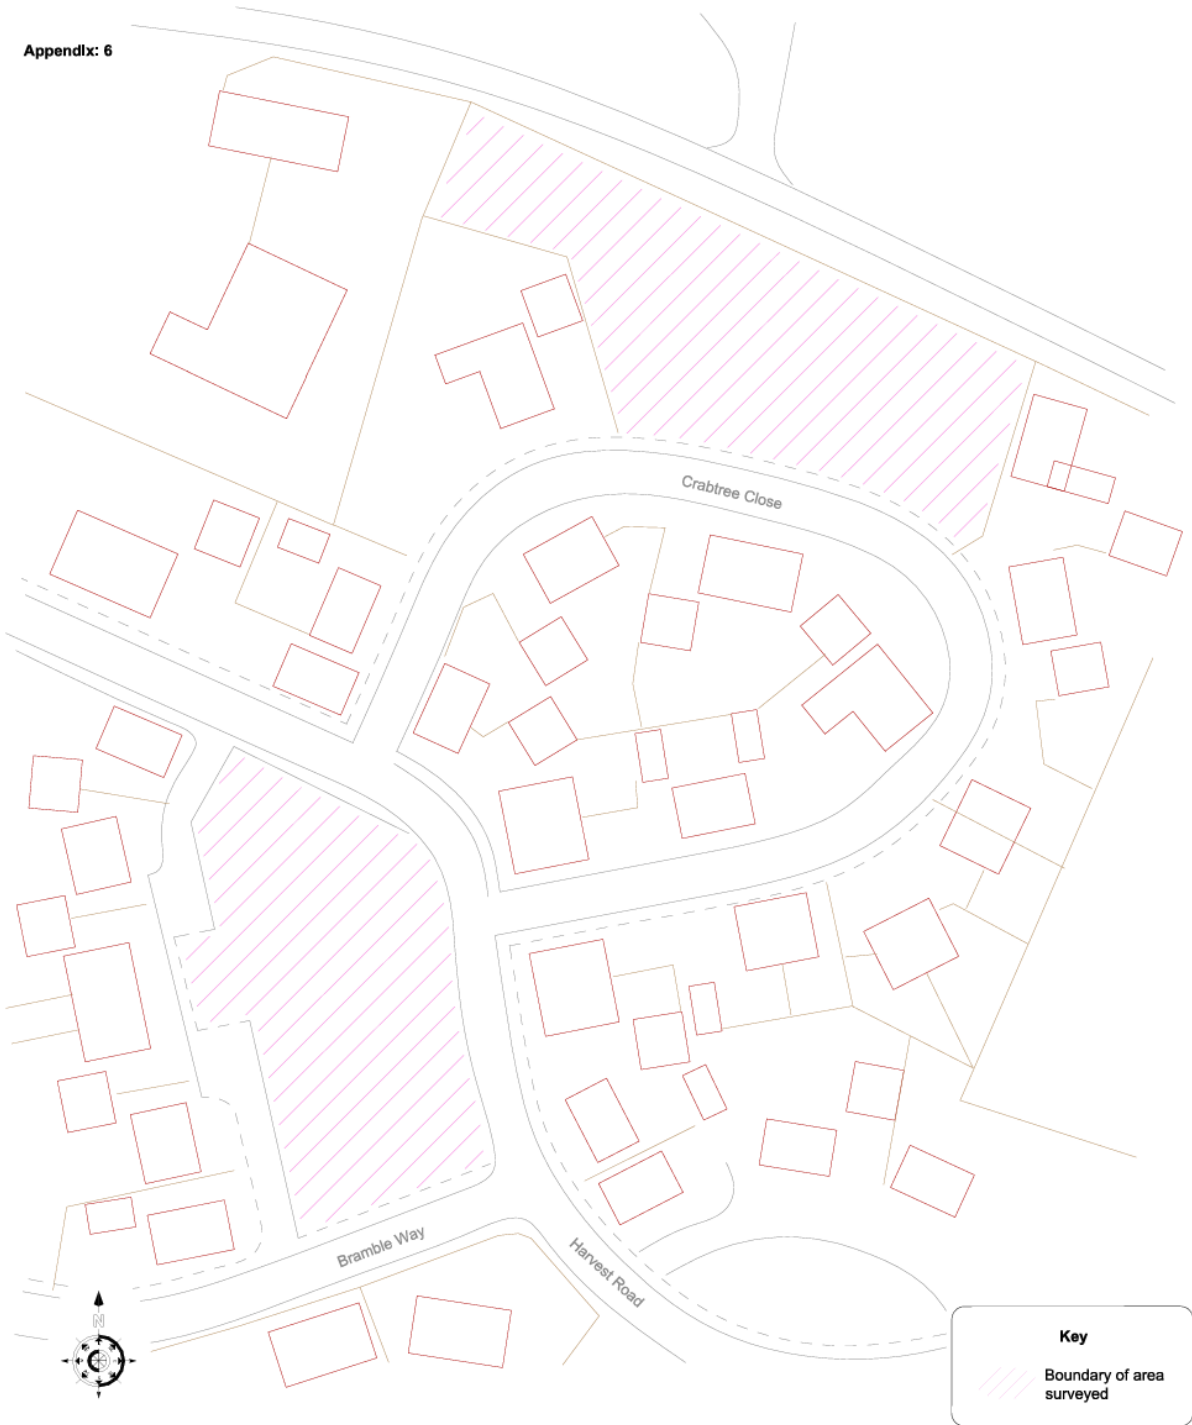 Appendix: 6
Crabtree Close
Bramble Way
Harvest Road
N
Key
Boundary of area
surveyed